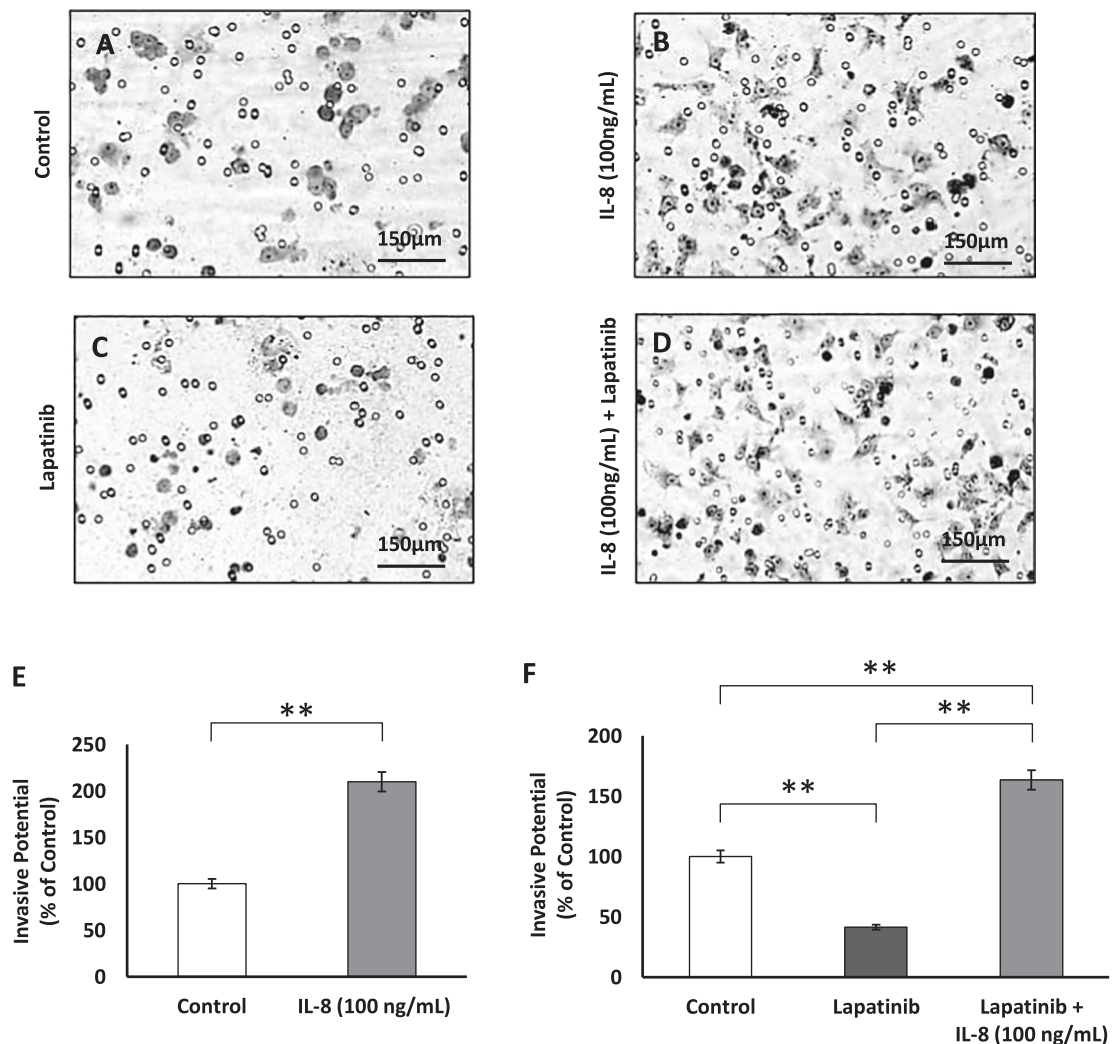 A
Control
150μm
B
IL-8 (100ng/mL)
150μm
C
Lapatinib
150μm
D
IL-8 (100ng/mL) + Lapatinib
150μm
E
**
Invasive Potential
(% of Control)
250
200
150
100
50
0
Control
IL-8 (100 ng/mL)
F
**
**
**
Invasive Potential
(% of Control)
200
150
100
50
0
Control
Lapatinib
Lapatinib +
IL-8 (100 ng/mL)